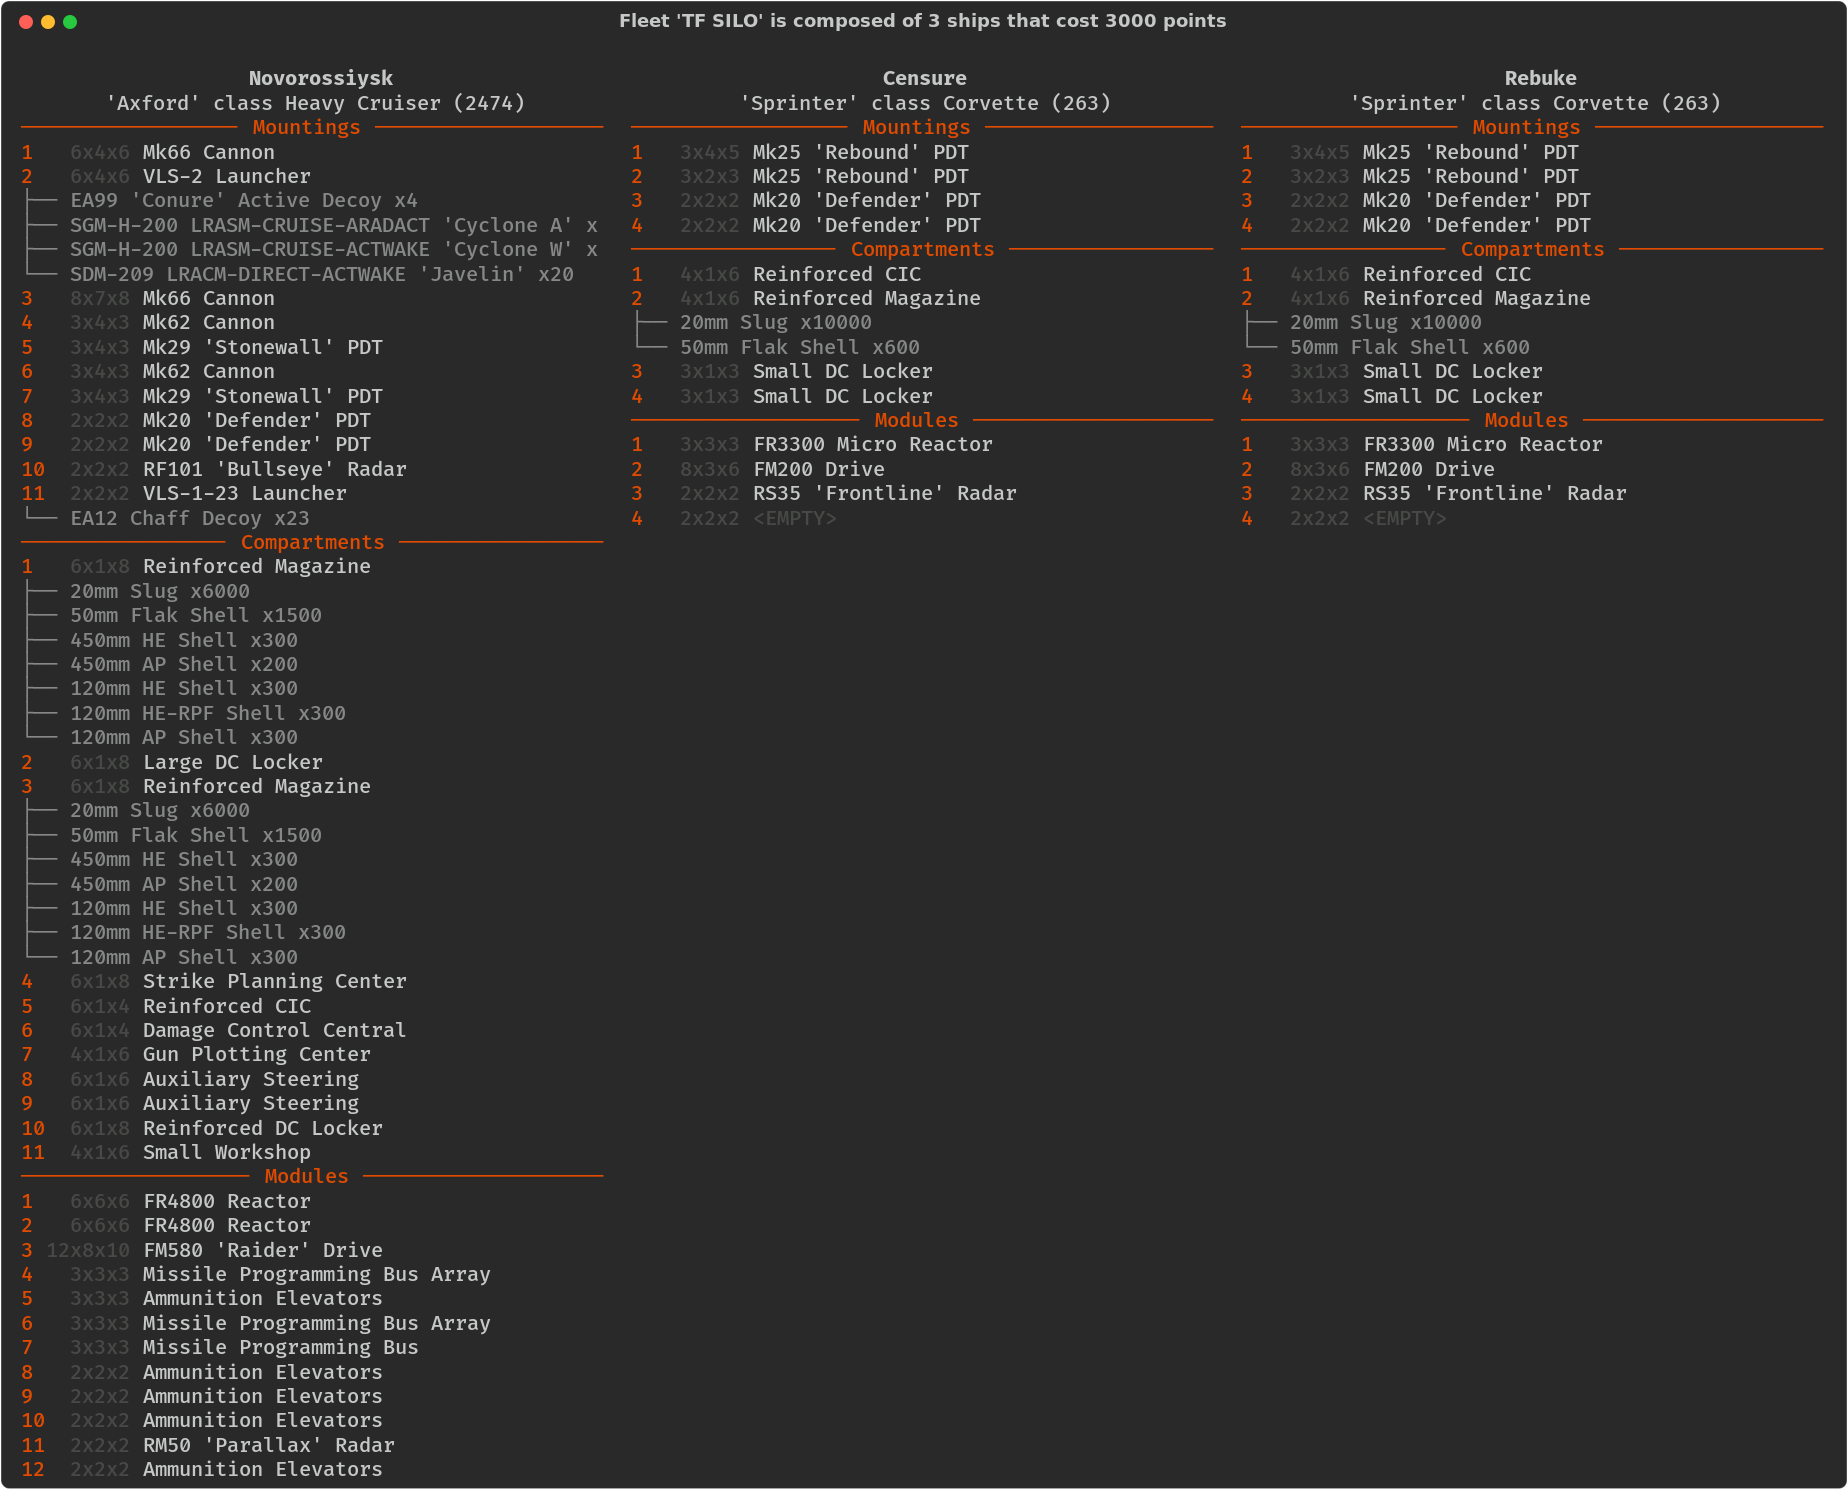 Fleet 'TF SILO' is composed of 3 ships that cost 3000 points
Novorossiysk
'Axford' class Heavy Cruiser (2474)
Mountings
1 6x4x6 Mk66 Cannon
2 6x4x6 VLS-2 Launcher
EA99 'Conure' Active Decoy x4
SGM-H-200 LRASM-CRUISE-ARADACT 'Cyclone A' x
SGM-H-200 LRASM-CRUISE-ACTWAKE 'Cyclone W' x
SDM-209 LRACM-DIRECT-ACTWAKE 'Javelin' x20
3 8x7x8 Mk66 Cannon
4 3x4x3 Mk62 Cannon
5 3x4x3 Mk29 'Stonewall' PDT
6 3x4x3 Mk62 Cannon
7 3x4x3 Mk29 'Stonewall' PDT
8 2x2x2 Mk20 'Defender' PDT
9 2x2x2 Mk20 'Defender' PDT
10 2x2x2 RF101 'Bullseye' Radar
11 2x2x2 VLS-1-23 Launcher
EA12 Chaff Decoy x23
Compartments
1 6x1x8 Reinforced Magazine
20mm Slug x6000
50mm Flak Shell x1500
450mm HE Shell x300
450mm AP Shell x200
120mm HE Shell x300
120mm HE-RPF Shell x300
120mm AP Shell x300
2 6x1x8 Large DC Locker
3 6x1x8 Reinforced Magazine
20mm Slug x6000
50mm Flak Shell x1500
450mm HE Shell x300
450mm AP Shell x200
120mm HE Shell x300
120mm HE-RPF Shell x300
120mm AP Shell x300
4 6x1x8 Strike Planning Center
5 6x1x4 Reinforced CIC
6 6x1x4 Damage Control Central
7 4x1x6 Gun Plotting Center
8 6x1x6 Auxiliary Steering
9 6x1x6 Auxiliary Steering
10 6x1x8 Reinforced DC Locker
11 4x1x6 Small Workshop
Modules
1 6x6x6 FR4800 Reactor
2 6x6x6 FR4800 Reactor
3 12x8x10 FM580 'Raider' Drive
4 3x3x3 Missile Programming Bus Array
5 3x3x3 Ammunition Elevators
6 3x3x3 Missile Programming Bus Array
7 3x3x3 Missile Programming Bus
8 2x2x2 Ammunition Elevators
9 2x2x2 Ammunition Elevators
10 2x2x2 Ammunition Elevators
11 2x2x2 RM50 'Parallax' Radar
12 2x2x2 Ammunition Elevators
Censure
'Sprinter' class Corvette (263)
Mountings
1 3x4x5 Mk25 'Rebound' PDT
2 3x2x3 Mk25 'Rebound' PDT
3 2x2x2 Mk20 'Defender' PDT
4 2x2x2 Mk20 'Defender' PDT
Compartments
1 4x1x6 Reinforced CIC
2 4x1x6 Reinforced Magazine
20mm Slug x10000
50mm Flak Shell x600
3 3x1x3 Small DC Locker
4 3x1x3 Small DC Locker
Modules
1 3x3x3 FR3300 Micro Reactor
2 8x3x6 FM200 Drive
3 2x2x2 RS35 'Frontline' Radar
4 2x2x2 <EMPTY>
Rebuke
'Sprinter' class Corvette (263)
Mountings
1 3x4x5 Mk25 'Rebound' PDT
2 3x2x3 Mk25 'Rebound' PDT
3 2x2x2 Mk20 'Defender' PDT
4 2x2x2 Mk20 'Defender' PDT
Compartments
1 4x1x6 Reinforced CIC
2 4x1x6 Reinforced Magazine
20mm Slug x10000
50mm Flak Shell x600
3 3x1x3 Small DC Locker
4 3x1x3 Small DC Locker
Modules
1 3x3x3 FR3300 Micro Reactor
2 8x3x6 FM200 Drive
3 2x2x2 RS35 'Frontline' Radar
4 2x2x2 <EMPTY>